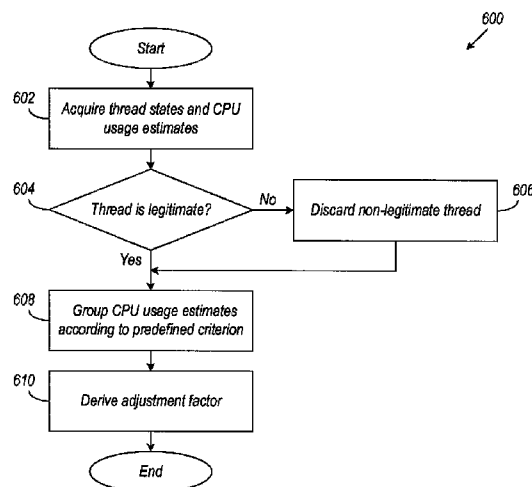 Start
600
602
Acquire thread states and CPU
usage estimates
604
Thread is legitimate?
No
606
Discard non-legitimate thread
Yes
608
Group CPU usage estimates
according to predefined criterion
610
Derive adjustment factor
End